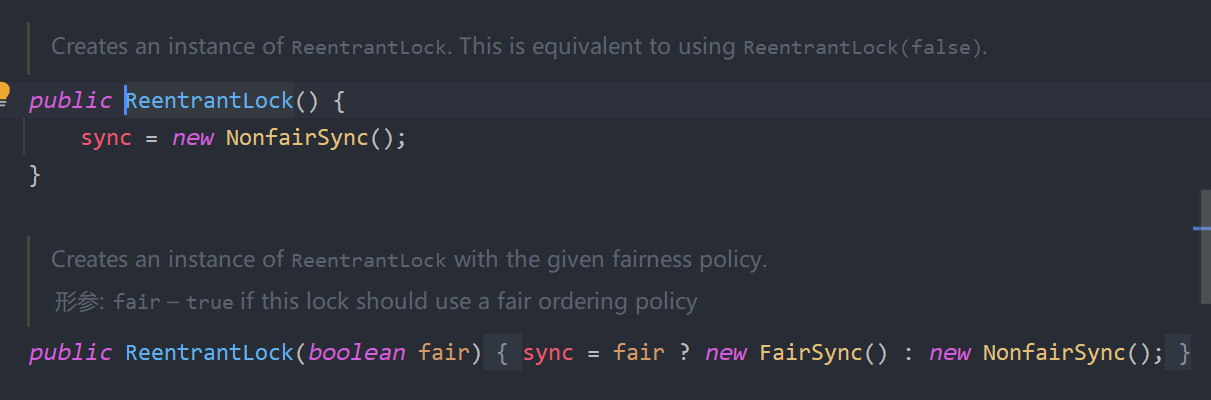 Creates an instance of ReentrantLock. This is equivalent to using ReentrantLock(false).
public ReentrantLock() {
sync = new NonfairSync();
}
Creates an instance of ReentrantLock with the given fairness policy.
形参: fair – true if this lock should use a fair ordering policy
public ReentrantLock(boolean fair) { sync = fair ? new FairSync() : new NonfairSync(); }